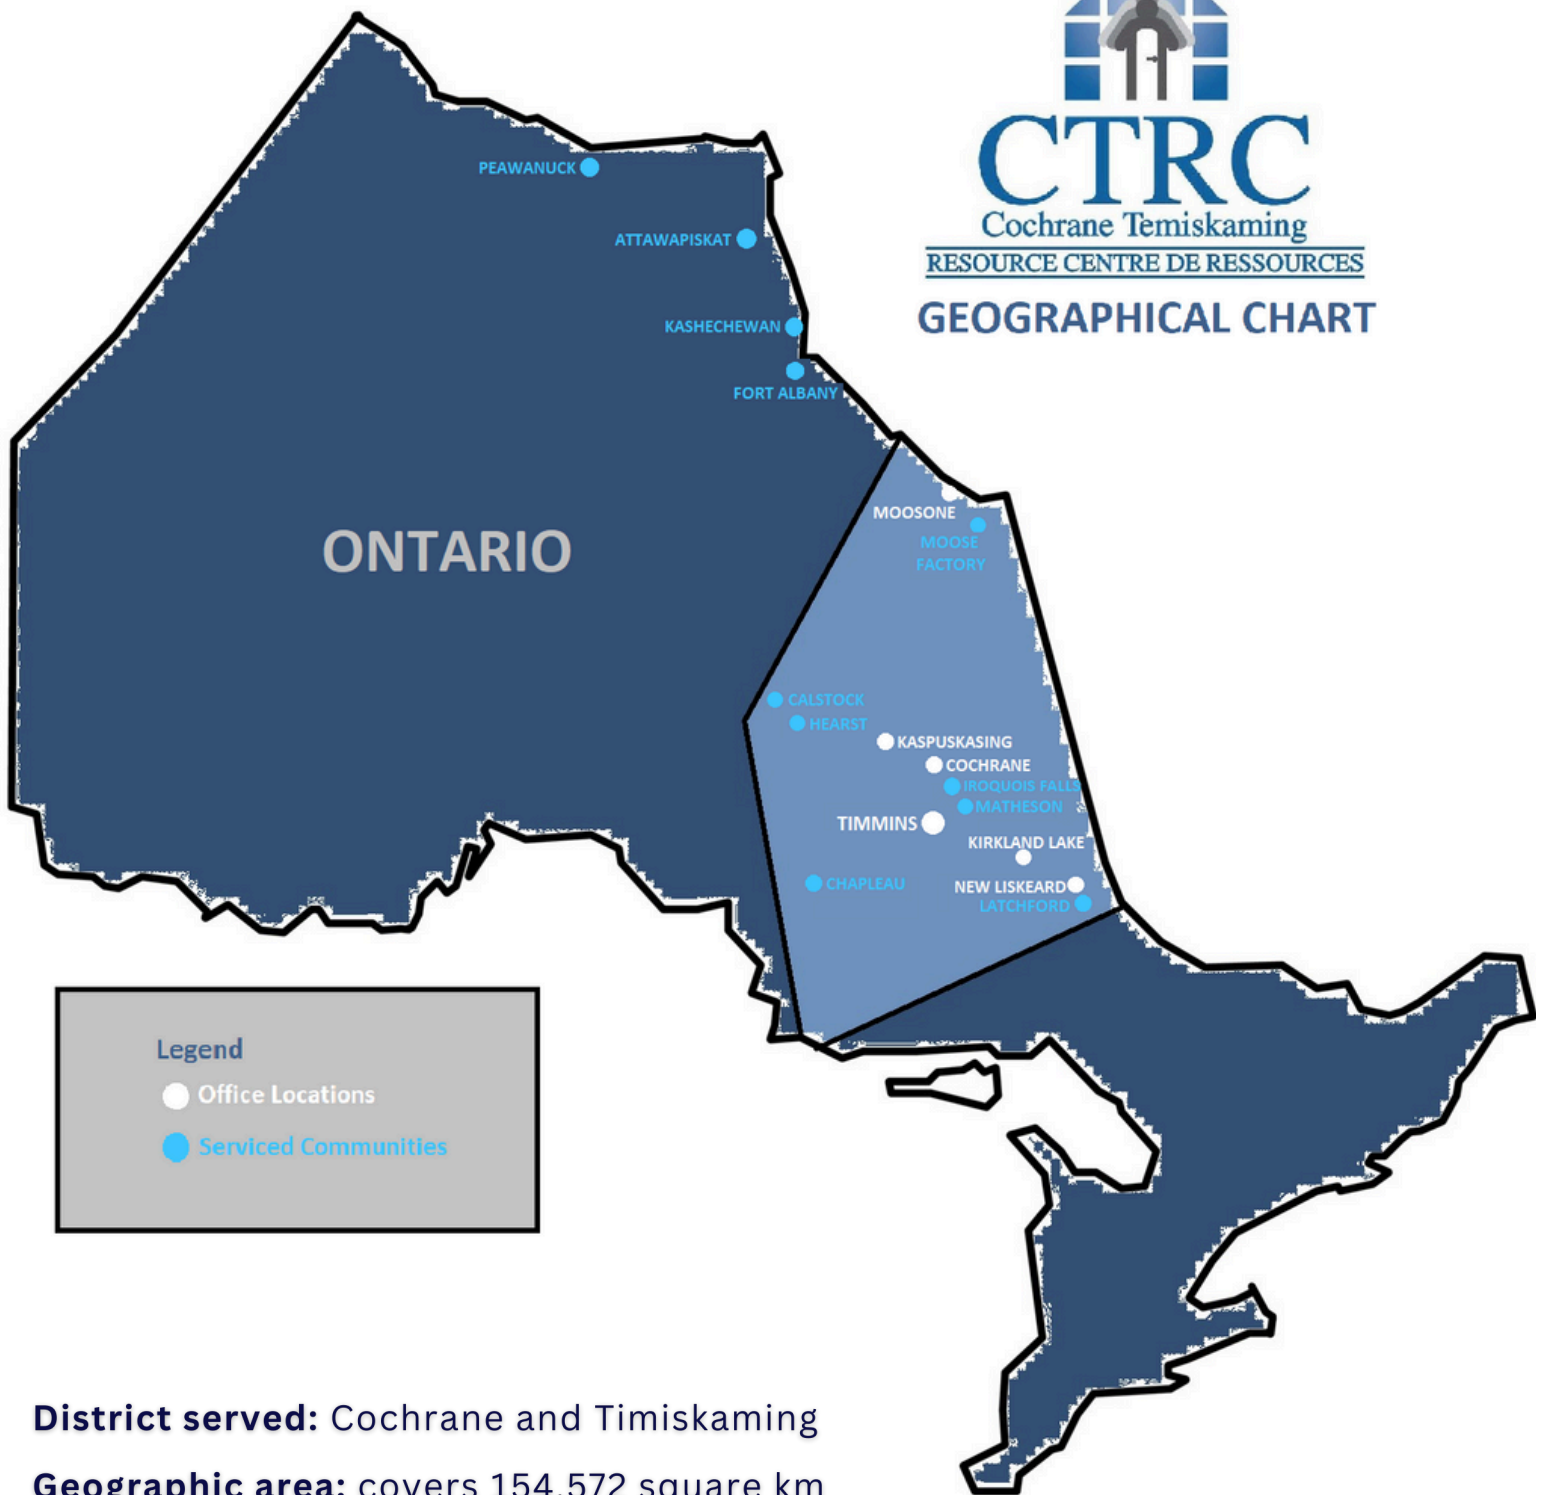 CTRC
Cochrane Temiskaming
RESOURCE CENTRE DE RESSOURCES
GEOGRAPHICAL CHART
PEAWANUCK
ATTAWAPISKAT
KASHECHEWAN
FORT ALBANY
ONTARIO
MOOSONE
MOOSE
FACTORY
CALSTOCK
HEARST
KASPUSKASING
COCHRANE
IROQUOIS FALLS
MATHESON
TIMMINS
KIRKLAND LAKE
CHAPLEAU
NEW LISKEARD
LATCHFORD
Legend
Office Locations
Serviced Communities
District served: Cochrane and Timiskaming
Geographic area: covers 154,572 square km